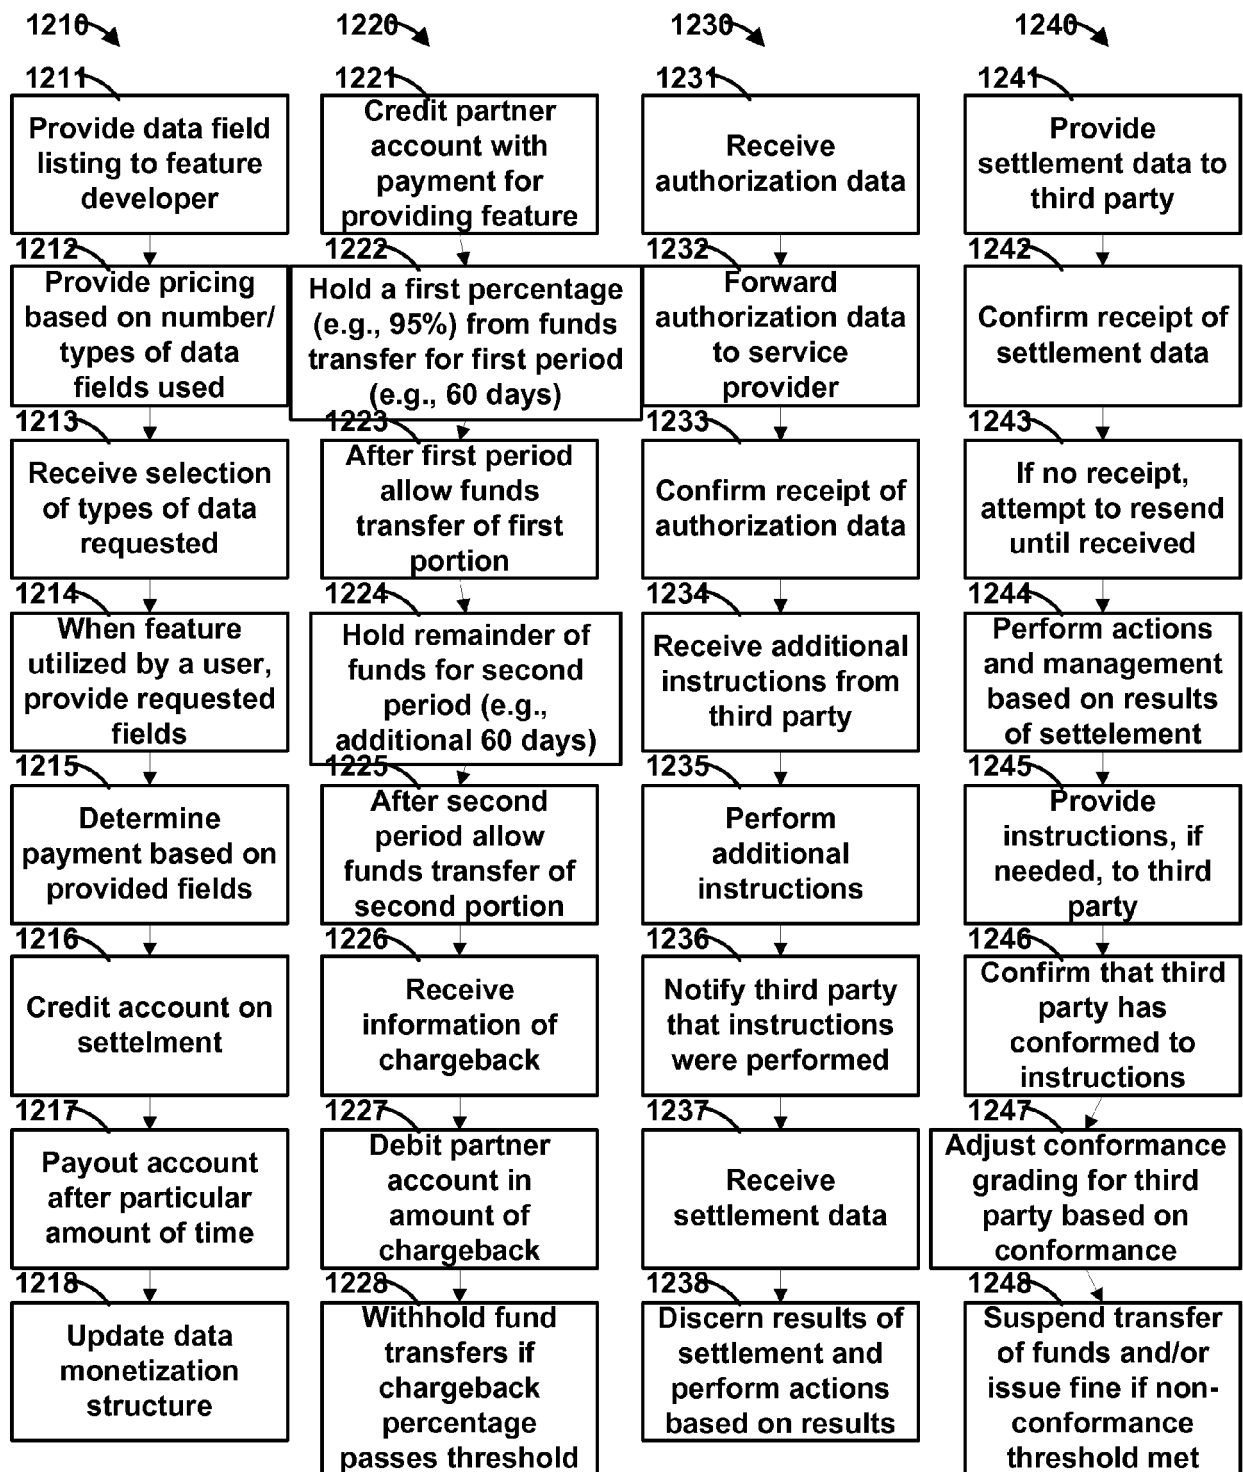 1210
1211
Provide data field
listing to feature
developer
1212
Provide pricing
based on number/
types of data
fields used
1213
Receive selection
of types of data
requested
1214
When feature
utilized by a user,
provide requested
fields
1215
Determine
payment based on
provided fields
1216
Credit account on
settelment
1217
Payout account
after particular
amount of time
1218
Update data
monetization
structure
1220
1221
Credit partner
account with
payment for
providing feature
1222
Hold a first percentage
(e.g., 95%) from funds
transfer for first period
(e.g., 60 days)
1223
After first period
allow funds
transfer of first
portion
1224
Hold remainder of
funds for second
period (e.g.,
additional 60 days)
1225
After second
period allow
funds transfer of
second portion
1226
Receive
information of
chargeback
1227
Debit partner
account in
amount of
chargeback
1228
Withhold fund
transfers if
chargeback
percentage
passes threshold
1230
1231
Receive
authorization data
1232
Forward
authorization data
to service
provider
1233
Confirm receipt of
authorization data
1234
Receive additional
instructions from
third party
1235
Perform
additional
instructions
1236
Notify third party
that instructions
were performed
1237
Receive
settlement data
1238
Discern results of
settlement and
perform actions
based on results
1240
1241
Provide
settlement data to
third party
1242
Confirm receipt of
settlement data
1243
If no receipt,
attempt to resend
until received
1244
Perform actions
and management
based on results
of settelement
1245
Provide
instructions, if
needed, to third
party
1246
Confirm that third
party has
conformed to
instructions
1247
Adjust conformance
grading for third
party based on
conformance
1248
Suspend transfer
of funds and/or
issue fine if non-
conformance
threshold met